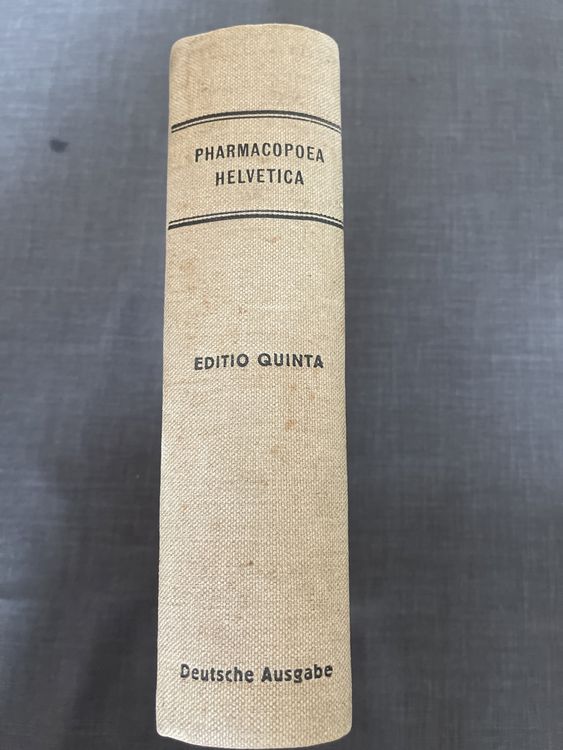 PHARMACOPOEA
HELVETICA
EDITIO QUINTA
Deutsche Ausgabe